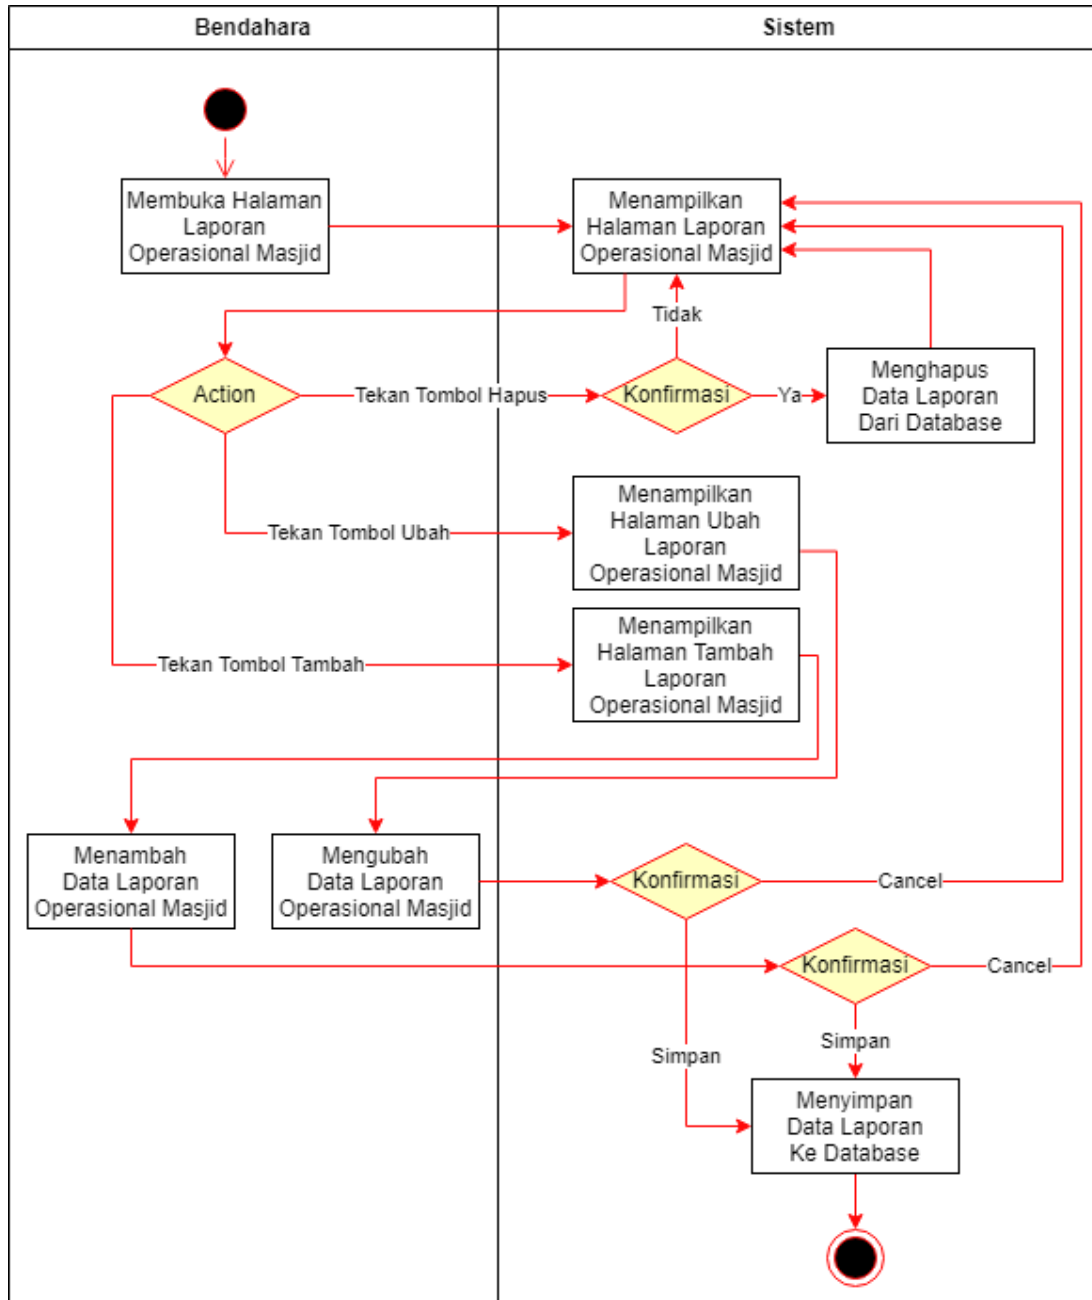 Bendahara
Sistem
Membuka Halaman
Laporan
Operasional Masjid
Menampilkan
Halaman Laporan
Operasional Masjid
Tidak
Action
Tekan Tombol Hapus
Konfirmasi
Ya
Menghapus
Data Laporan
Dari Database
Tekan Tombol Ubah
Menampilkan
Halaman Ubah
Laporan
Operasional Masjid
Tekan Tombol Tambah
Menampilkan
Halaman Tambah
Laporan
Operasional Masjid
Menambah
Data Laporan
Operasional Masjid
Mengubah
Data Laporan
Operasional Masjid
Konfirmasi
Cancel
Konfirmasi
Cancel
Simpan
Simpan
Menyimpan
Data Laporan
Ke Database